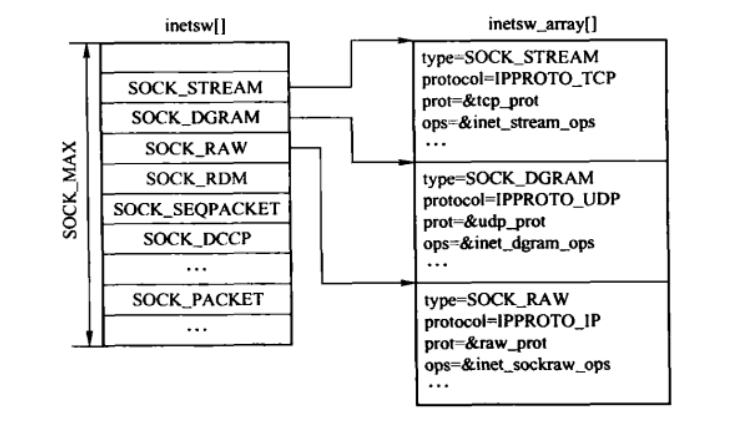 inetsw[]
SOCK_MAX
SOCK_STREAM
SOCK_DGRAM
SOCK_RAW
SOCK_RDM
SOCK_SEQPACKET
SOCK_DCCP
...
SOCK_PACKET
...
inetsw_array[]
type=SOCK_STREAM
protocol=IPPROTO_TCP
prot=&tcp_prot
ops=&inet_stream_ops
...
type=SOCK_DGRAM
protocol=IPPROTO_UDP
prot=&udp_prot
ops=&inet_dgram_ops
...
type=SOCK_RAW
protocol=IPPROTO_IP
prot=&raw_prot
ops=&inet_sockraw_ops
...